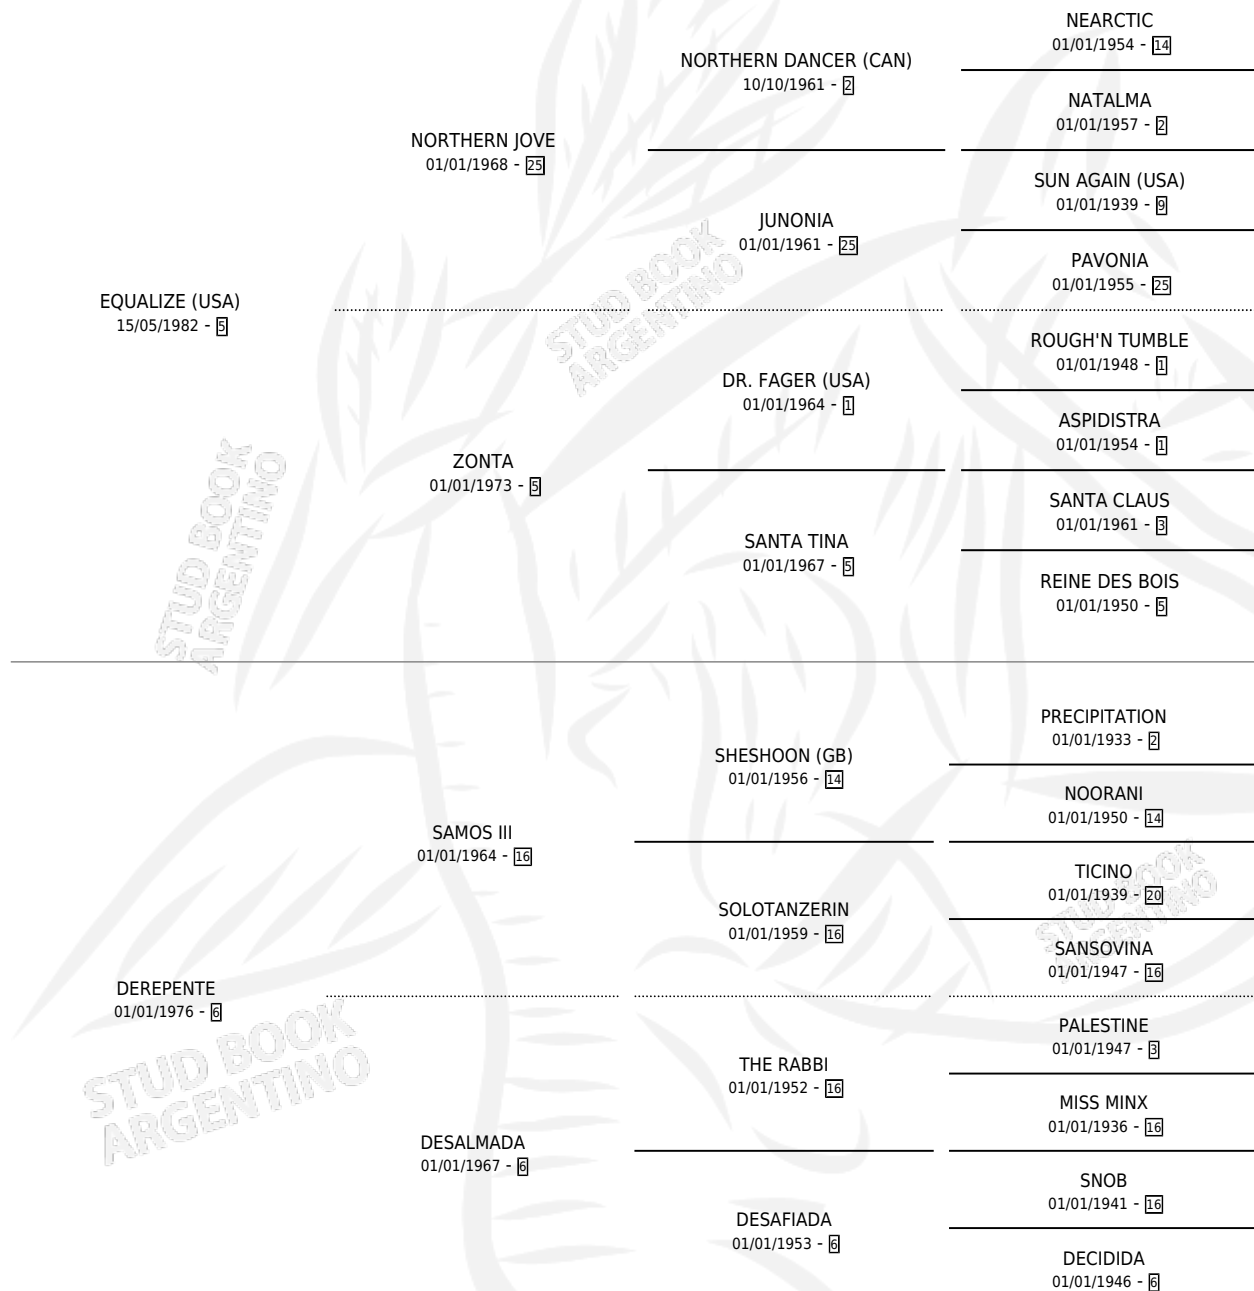 NEARCTIC
01/01/1954 - 14
NORTHERN DANCER (CAN)
10/10/1961 - 2
NATALMA
01/01/1957 - 2
NORTHERN JOVE
01/01/1968 - 25
SUN AGAIN (USA)
01/01/1939 - 9
JUNONIA
01/01/1961 - 25
PAVONIA
01/01/1955 - 25
EQUALIZE (USA)
15/05/1982 - 5
ROUGH'N TUMBLE
01/01/1948 - 1
DR. FAGER (USA)
01/01/1964 - 1
ASPIDISTRA
01/01/1954 - 1
ZONTA
01/01/1973 - 5
SANTA CLAUS
01/01/1961 - 3
SANTA TINA
01/01/1967 - 5
REINE DES BOIS
01/01/1950 - 5
PRECIPITATION
01/01/1933 - 2
SHESHOON (GB)
01/01/1956 - 14
NOORANI
01/01/1950 - 14
SAMOS III
01/01/1964 - 16
TICINO
01/01/1939 - 20
SOLOTANZERIN
01/01/1959 - 16
SANSOVINA
01/01/1947 - 16
DEREPENTE
01/01/1976 - 6
PALESTINE
01/01/1947 - 3
THE RABBI
01/01/1952 - 16
MISS MINX
01/01/1936 - 16
DESALMADA
01/01/1967 - 6
SNOB
01/01/1941 - 16
DESAFIADA
01/01/1953 - 6
DECIDIDA
01/01/1946 - 6
STUD BOOK
ARGENTINO
STUD BOOK
ARGENTINO
STUD BOOK
ARGENTINO
STUD BOOK
ARGENTINO